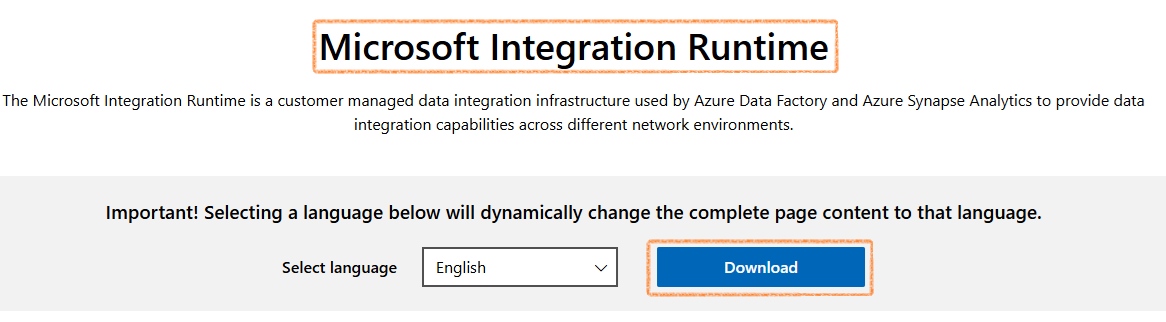 Microsoft Integration Runtime
The Microsoft Integration Runtime is a customer managed data integration infrastructure used by Azure Data Factory and Azure Synapse Analytics to provide data
integration capabilities across different network environments.
Important! Selecting a language below will dynamically change the complete page content to that language.
Select language English Download